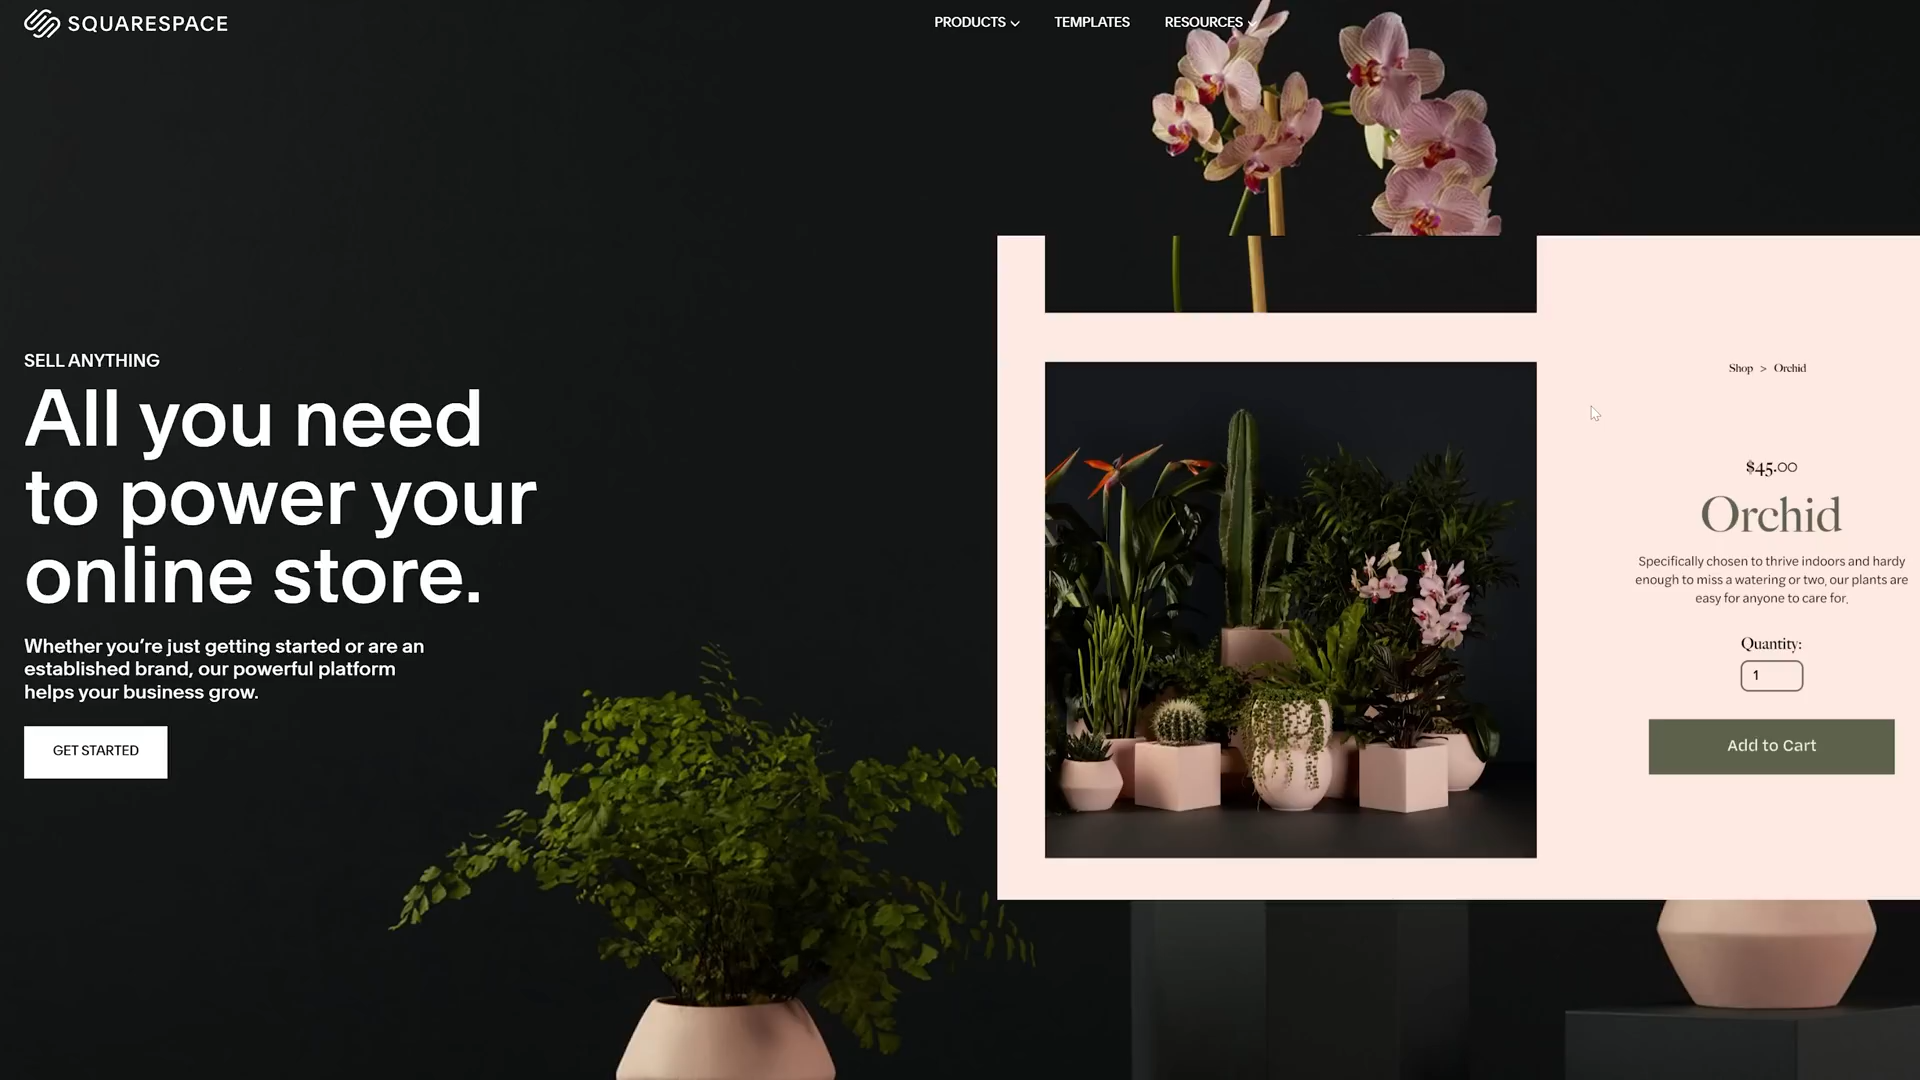 SQUARESPACE
PRODUCTS
TEMPLATES
RESOURCES
SELL ANYTHING
All you need
to power your
online store.
Whether you're just getting started or are an
established brand, our powerful platform
helps your business grow.
GET STARTED
Shop > Orchid
$45.00
Orchid
Specifically chosen to thrive indoors and hardy
enough to miss a watering or two, our plants are
easy for anyone to care for.
Quantity:
1
Add to Cart